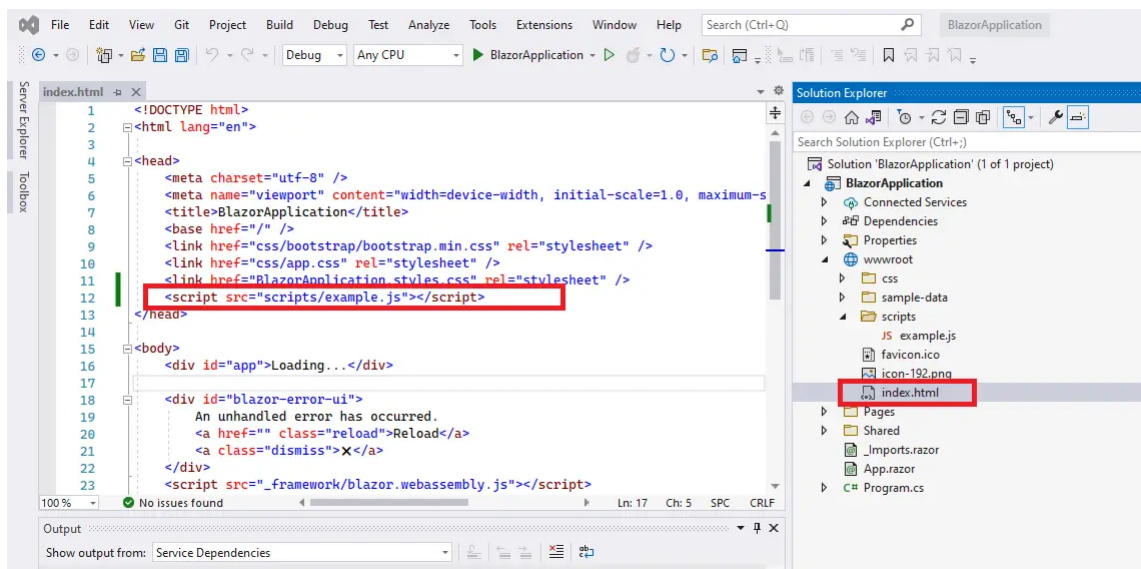 File Edit View Git Project Build Debug Test Analyze Tools Extensions Window Help Search (Ctrl+Q) BlazorApplication
Debug Any CPU BlazorApplication
Server Explorer
Toolbox
index.html
1 <!DOCTYPE html>
2 <html lang="en">
3
4 <head>
5 <meta charset="utf-8" />
6 <meta name="viewport" content="width=device-width, initial-scale=1.0, maximum-s
7 <title>BlazorApplication</title>
8 <base href="/" />
9 <link href="css/bootstrap/bootstrap.min.css" rel="stylesheet" />
10 <link href="css/app.css" rel="stylesheet" />
11 <link href="BlazorApplication.styles.css" rel="stylesheet" />
12 <script src="scripts/example.js"></script>
13 </head>
14
15 <body>
16 <div id="app">Loading...</div>
17
18 <div id="blazor-error-ui">
19 An unhandled error has occurred.
20 <a href="" class="reload">Reload</a>
21 <a class="dismiss">🗙</a>
22 </div>
23 <script src="_framework/blazor.webassembly.js"></script>
100 % No issues found Ln: 17 Ch: 5 SPC CRLF
Output
Show output from: Service Dependencies
Solution Explorer
Search Solution Explorer (Ctrl+;)
Solution 'BlazorApplication' (1 of 1 project)
BlazorApplication
Connected Services
Dependencies
Properties
wwwroot
css
sample-data
scripts
JS example.js
favicon.ico
icon-192.png
index.html
Pages
Shared
_Imports.razor
App.razor
C# Program.cs